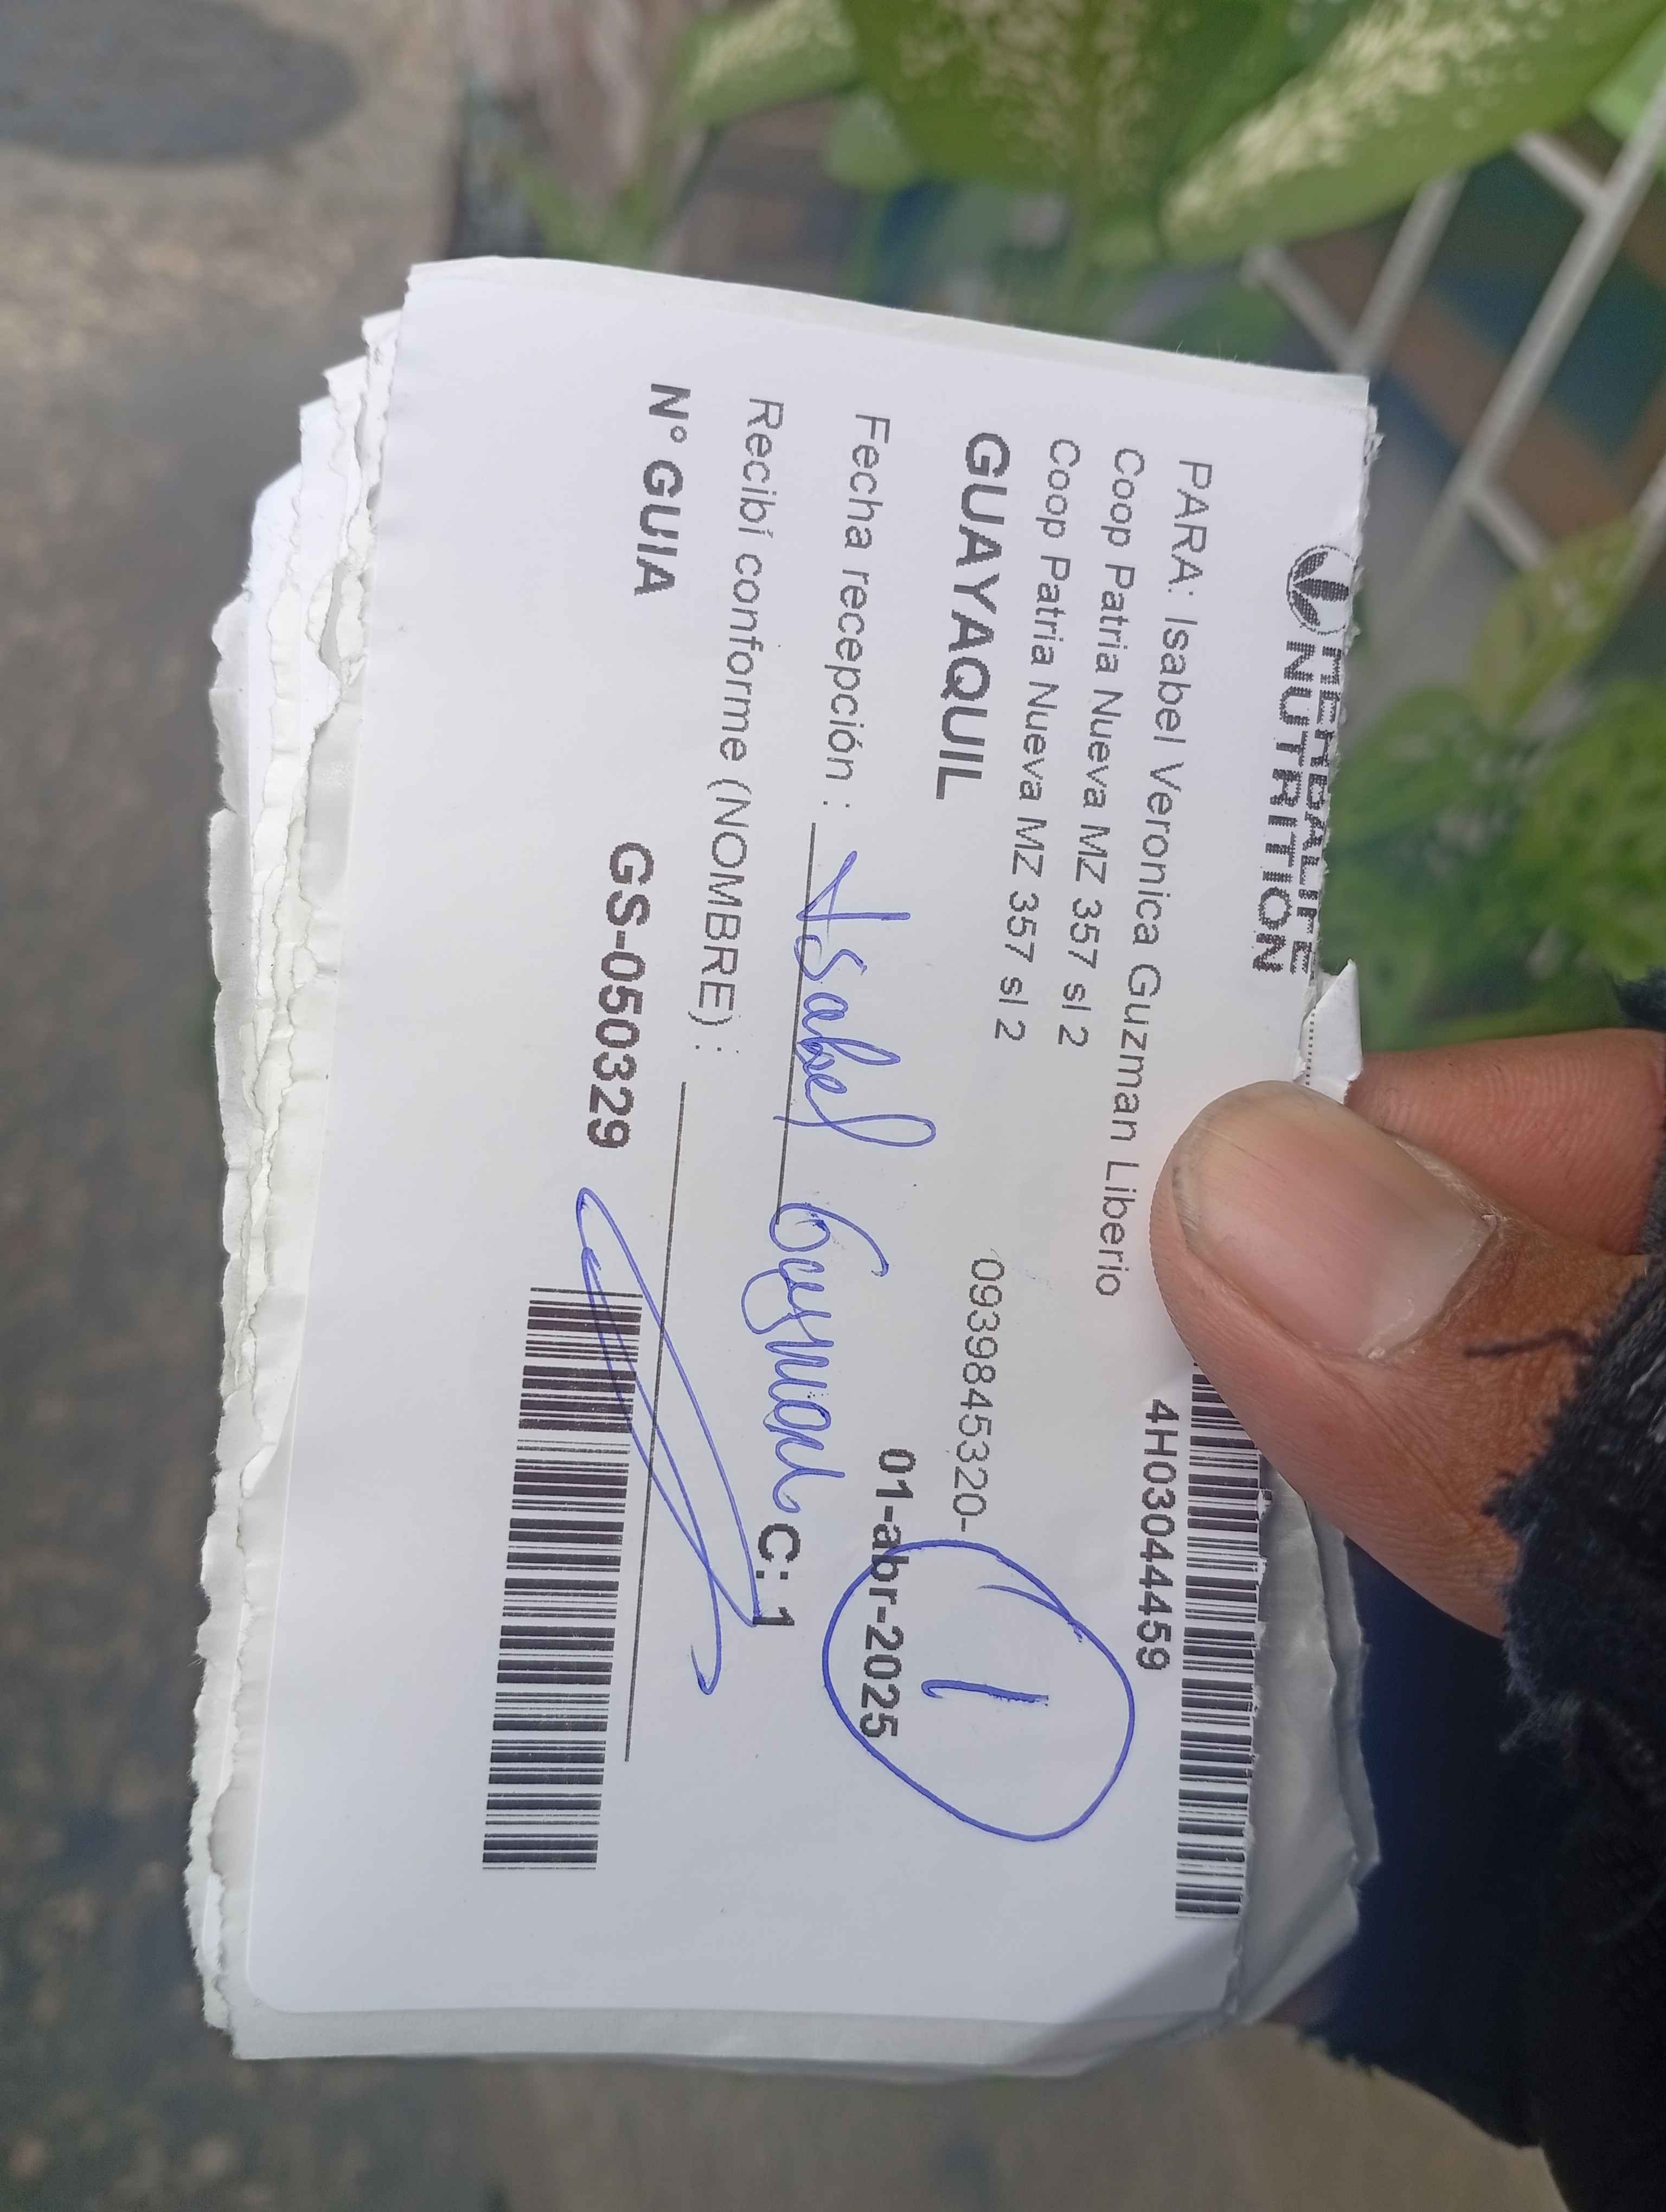 HERBALIFE
NUTRITION
4H03044459
PARA: Isabel Veronica Guzman Liberio
Coop Patria Nueva MZ 357 sl 2
Coop Patria Nueva MZ 357 sl 2
GUAYAQUIL
0939845320-
1
01-abr-2025
Fecha recepción :
Isabel Guzman
C: 1
Recibí conforme (NOMBRE) :
N° GUIA
GS-050329